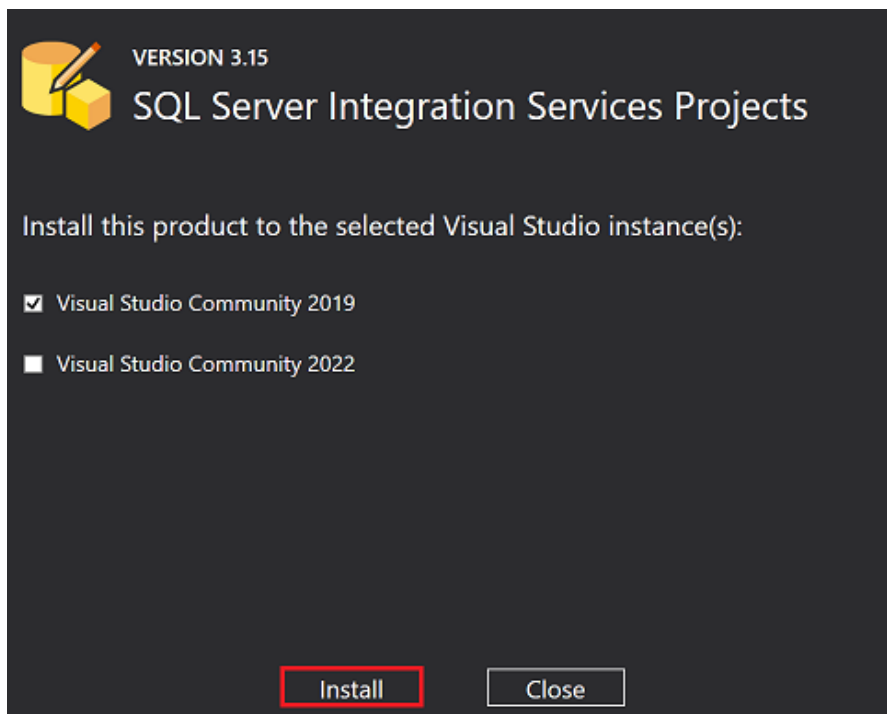 VERSION 3.15
SQL Server Integration Services Projects
Install this product to the selected Visual Studio instance(s):
Visual Studio Community 2019
Visual Studio Community 2022
Install
Close